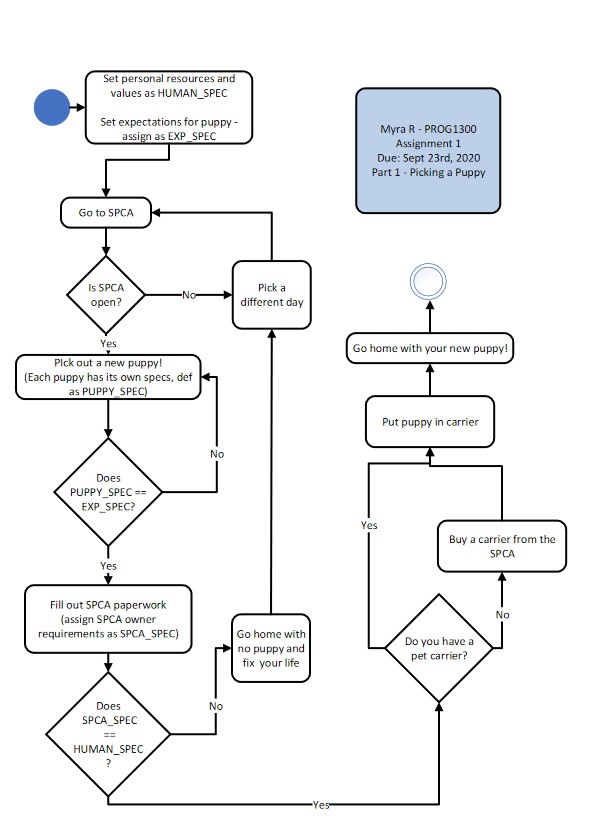 Set personal resources and
values as HUMAN_SPEC
Set expectations for puppy -
assign as EXP_SPEC
Go to SPCA
Is SPCA
open?
No
Pick a
different day
Yes
PIck out a new puppy!
(Each puppy has its own specs, def
as PUPPY_SPEC)
No
Does
PUPPY_SPEC ==
EXP_SPEC?
Yes
Fill out SPCA paperwork
(assign SPCA owner
requirements as SPCA_SPEC)
Does
SPCA_SPEC
==
HUMAN_SPEC
?
No
Go home with
no puppy and
fix your life
Yes
Do you have a
pet carrier?
No
Buy a carrier from the
SPCA
Yes
Put puppy in carrier
Go home with your new puppy!
Myra R - PROG1300
Assignment 1
Due: Sept 23rd, 2020
Part 1 - Picking a Puppy